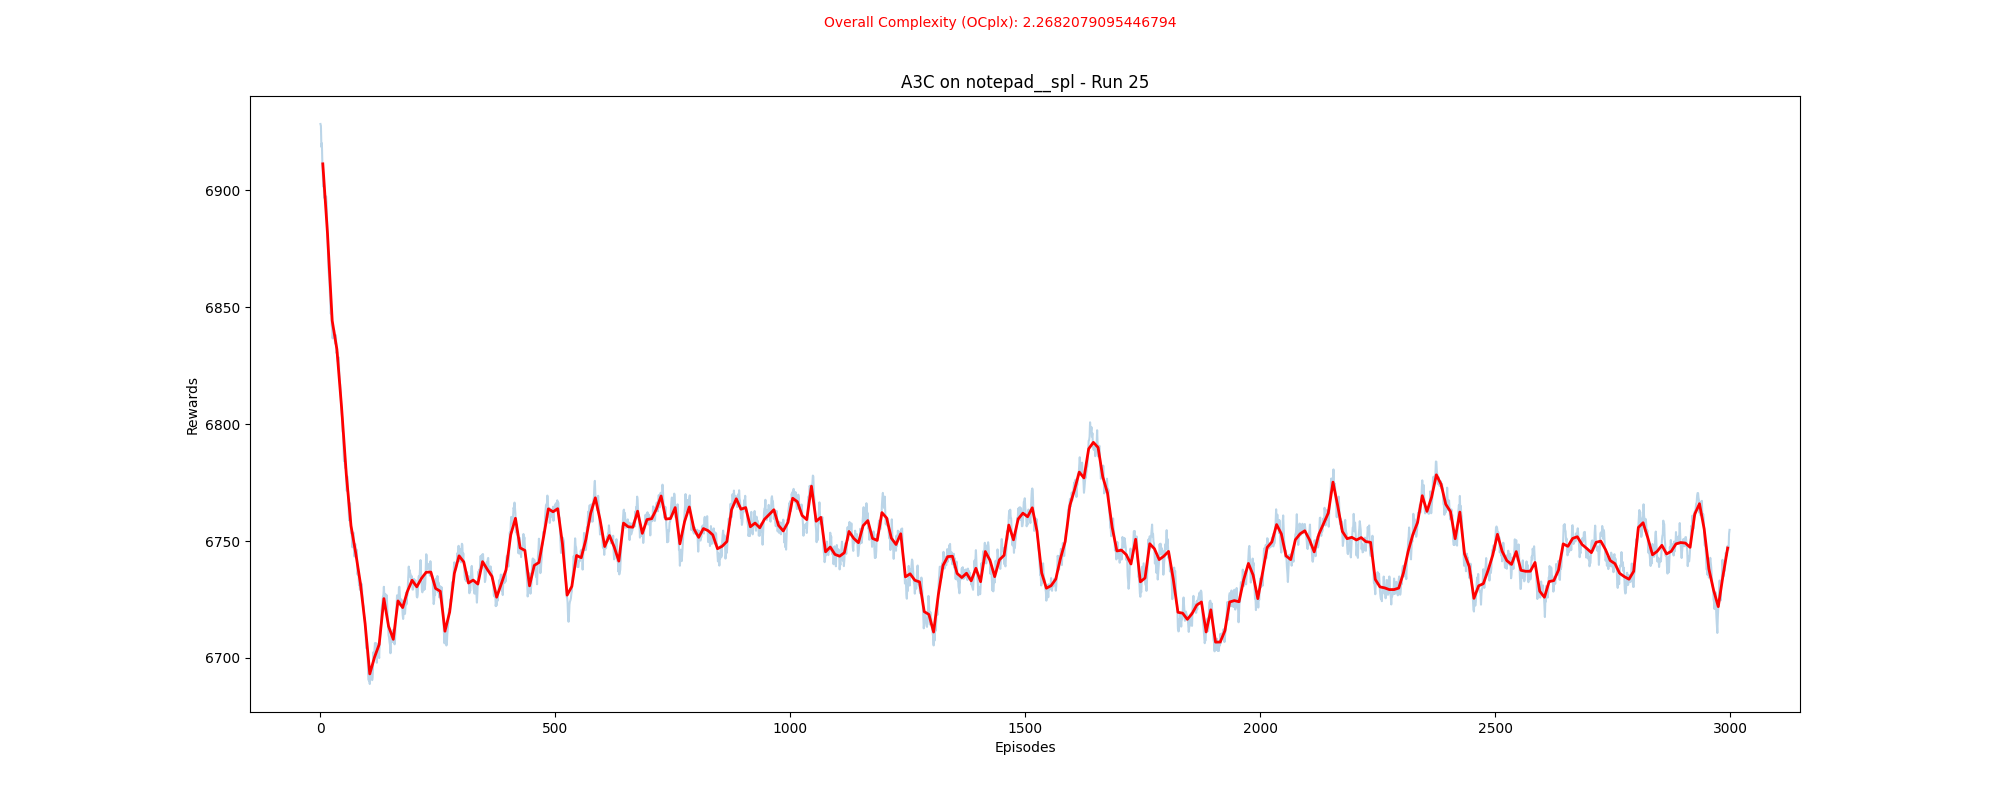 Overall Complexity (OCplx): 2.2682079095446794
A3C on notepad__spl - Run 25
Rewards
6900
6850
6800
6750
6700
0 500 1000 1500 2000 2500 3000
Episodes